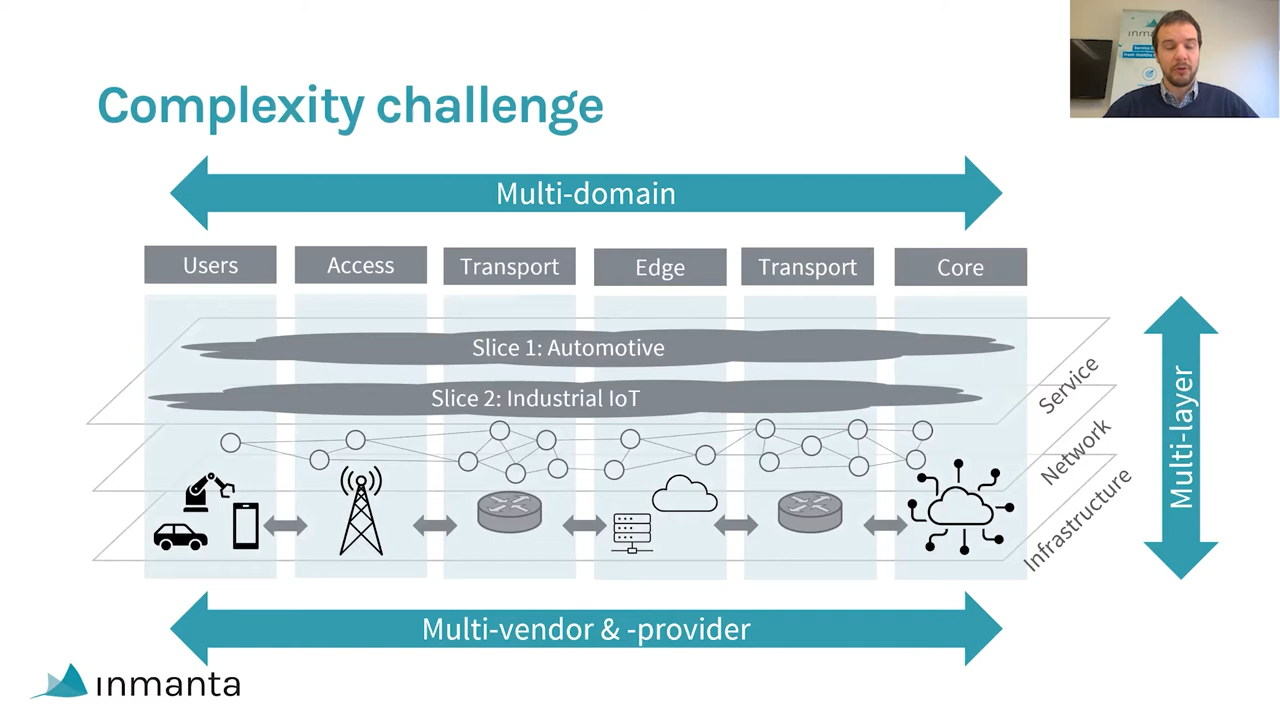 Complexity challenge
Multi-domain
Users
Access
Transport
Edge
Transport
Core
Slice 1: Automotive
Slice 2: Industrial IoT
Service
Network
Infrastructure
Multi-layer
Multi-vendor & -provider
inmanta